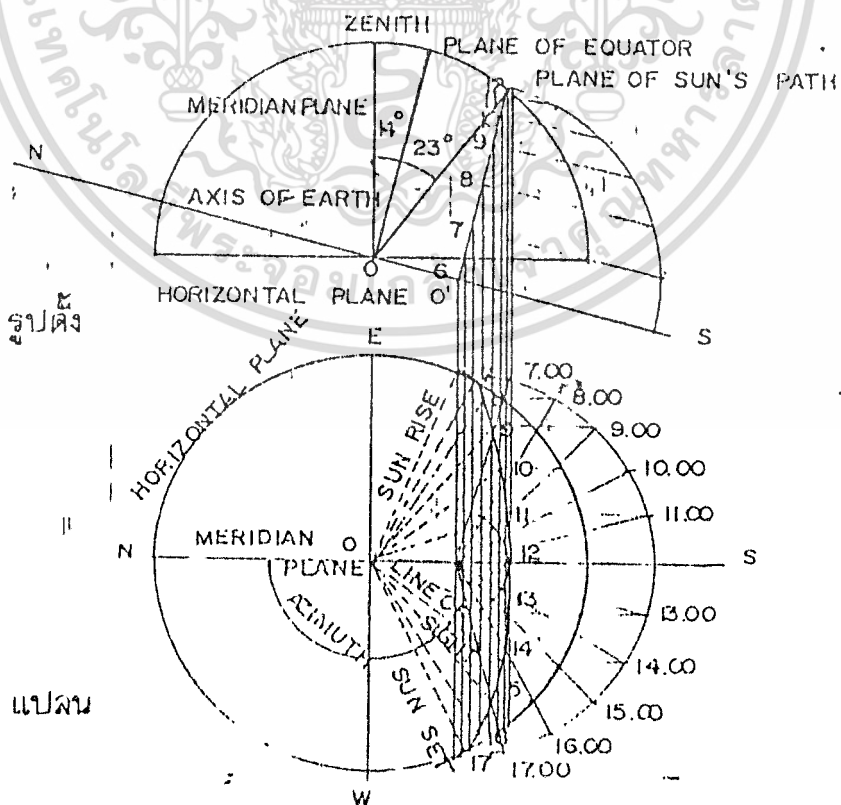 ZENITH
PLANE OF EQUATOR
PLANE OF SUN'S PATH
MERIDIAN PLANE
14°
23°
9
8
7
6
N
AXIS OF EARTH
O
HORIZONTAL PLANE O'
S
รูปตั้ง
E
HORIZONTAL PLANE
SUN RISE
7.00
8.00
9.00
10.00
11.00
10
11
12
13
14
N
MERIDIAN O
PLANE
S
AZIMUTH
13.00
14.00
15.00
16.00
17.00
17
แปลน
W